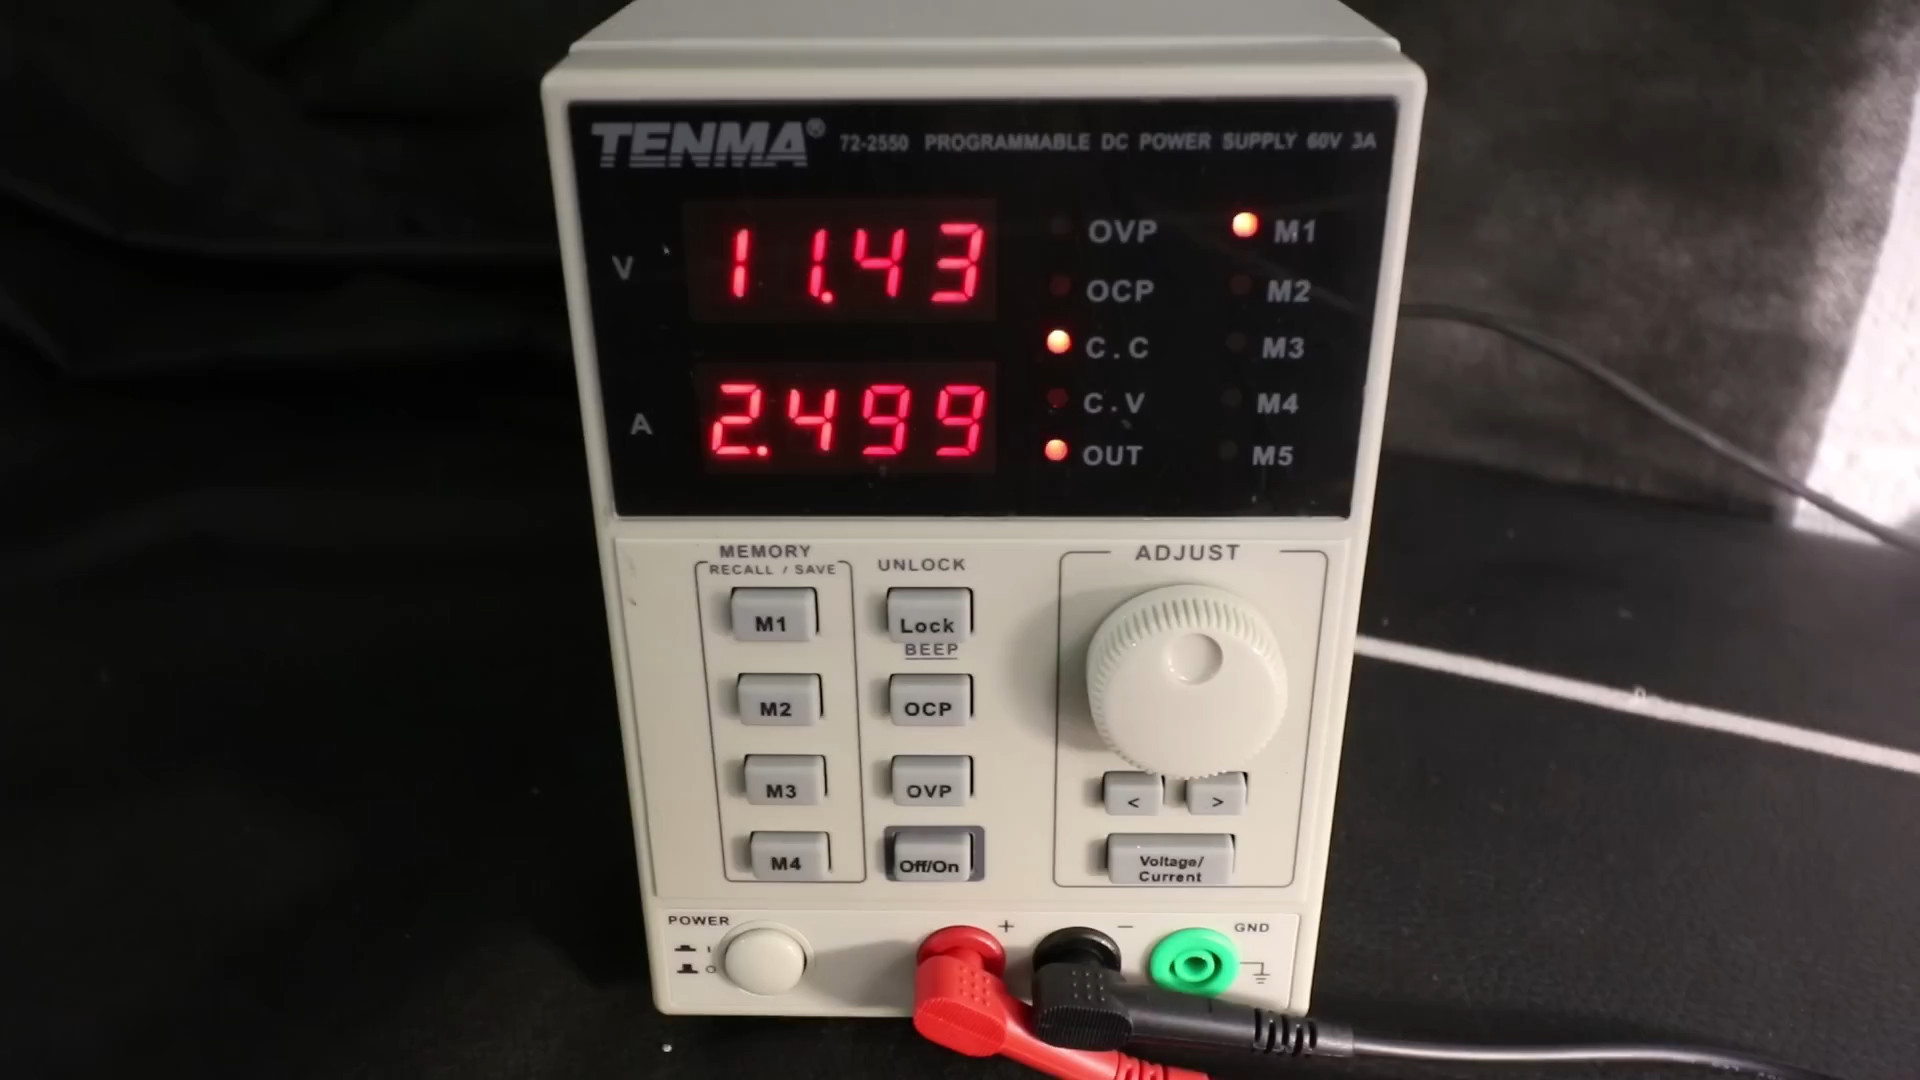 TENMA® 72-2550 PROGRAMMABLE DC POWER SUPPLY 60V 3A
V 11.43
A 2.499
OVP M1
OCP M2
C.C M3
C.V M4
OUT M5
MEMORY
RECALL / SAVE
M1
M2
M3
M4
UNLOCK
Lock
BEEP
OCP
OVP
Off/On
ADJUST
< >
Voltage/
Current
POWER
I
O
+ −
GND